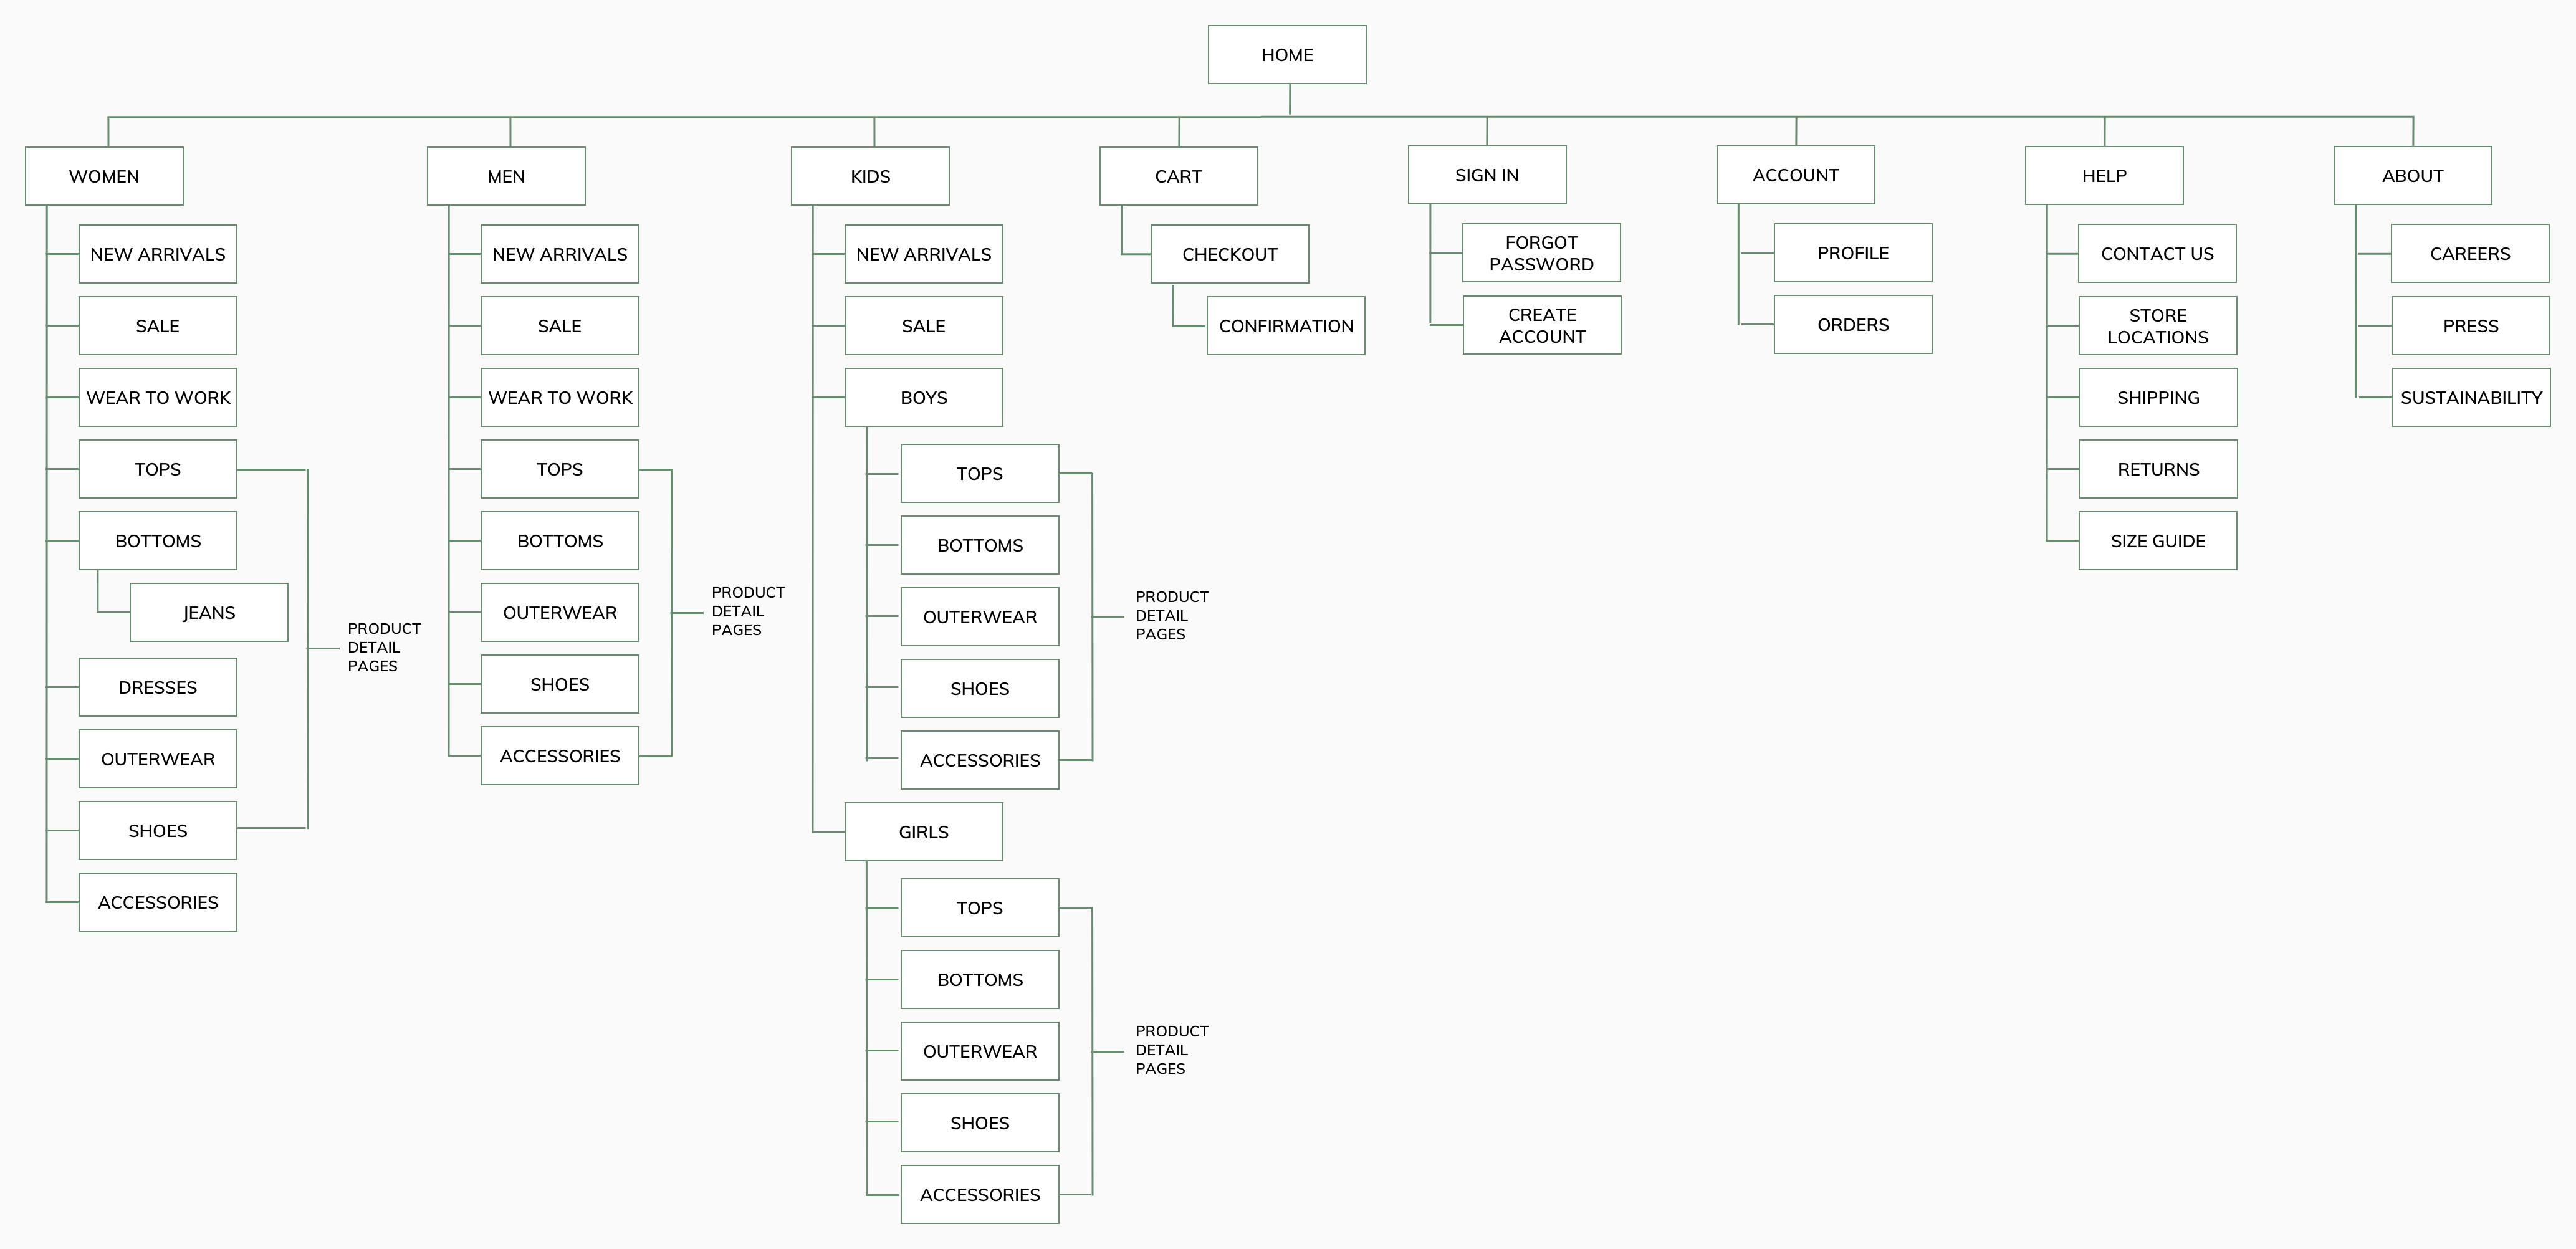 HOME
WOMEN
NEW ARRIVALS
SALE
WEAR TO WORK
TOPS
BOTTOMS
JEANS
DRESSES
OUTERWEAR
SHOES
ACCESSORIES
PRODUCT
DETAIL
PAGES
MEN
NEW ARRIVALS
SALE
WEAR TO WORK
TOPS
BOTTOMS
OUTERWEAR
SHOES
ACCESSORIES
PRODUCT
DETAIL
PAGES
KIDS
NEW ARRIVALS
SALE
BOYS
TOPS
BOTTOMS
OUTERWEAR
SHOES
ACCESSORIES
PRODUCT
DETAIL
PAGES
GIRLS
TOPS
BOTTOMS
OUTERWEAR
SHOES
ACCESSORIES
PRODUCT
DETAIL
PAGES
CART
CHECKOUT
CONFIRMATION
SIGN IN
FORGOT
PASSWORD
CREATE
ACCOUNT
ACCOUNT
PROFILE
ORDERS
HELP
CONTACT US
STORE
LOCATIONS
SHIPPING
RETURNS
SIZE GUIDE
ABOUT
CAREERS
PRESS
SUSTAINABILITY